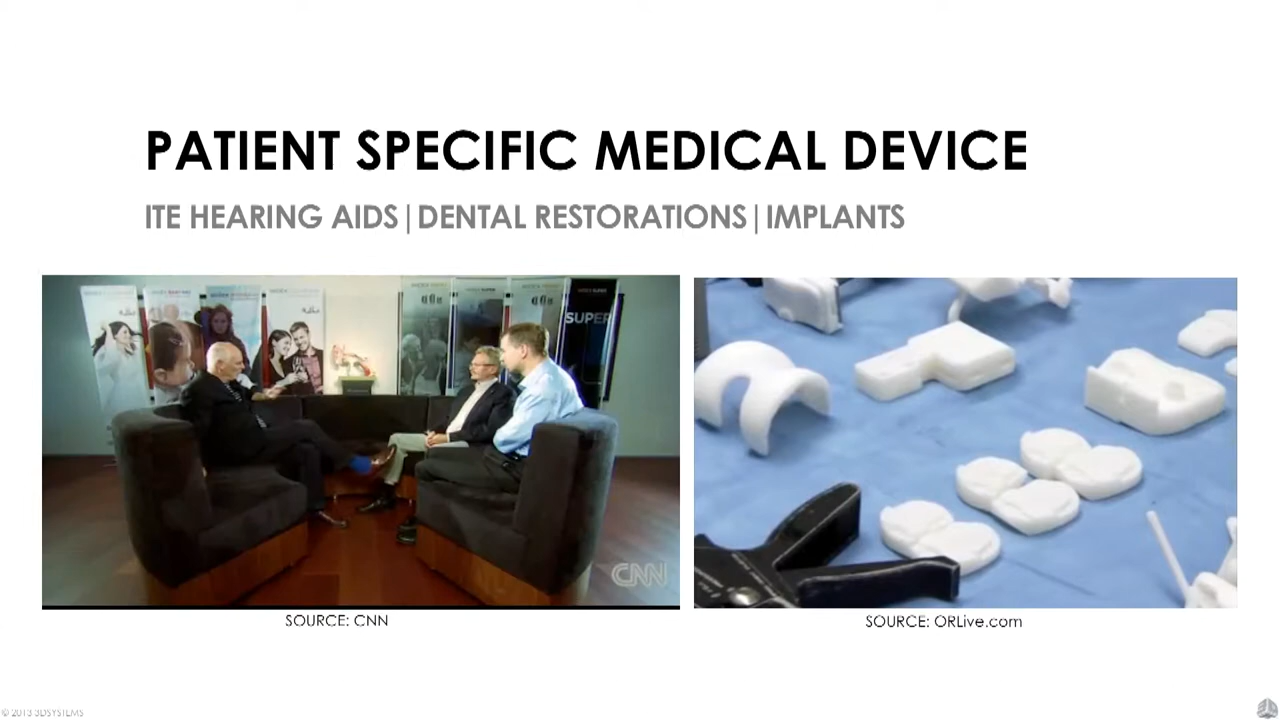 PATIENT SPECIFIC MEDICAL DEVICE
ITE HEARING AIDS|DENTAL RESTORATIONS|IMPLANTS
SUPER
CNN
SOURCE: CNN
SOURCE: ORLive.com
© 2013 3DSYSTEMS